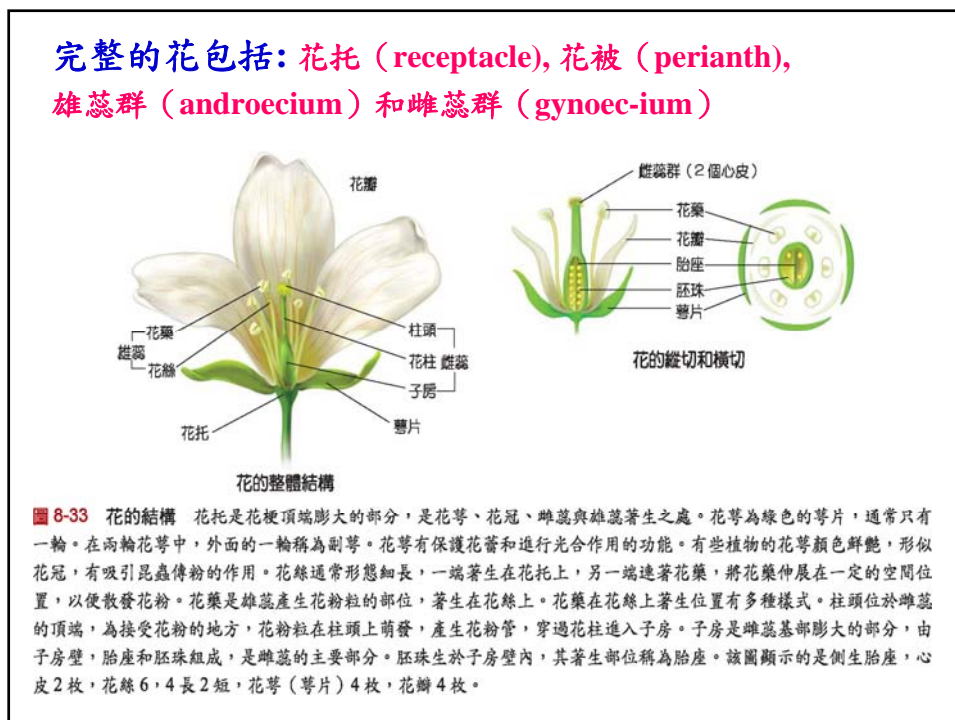 完整的花包括: 花托（receptacle), 花被（perianth),
雄蕊群（androecium）和雌蕊群（gynoec-ium）
花瓣
花藥
雄蕊
花絲
花托
柱頭
花柱
雌蕊
子房
萼片
花的整體結構
雌蕊群（2個心皮）
花藥
花瓣
胎座
胚珠
萼片
花的縱切和橫切
圖 8-33 花的結構 花托是花梗頂端膨大的部分，是花萼、花冠、雌蕊與雄蕊著生之處。花萼為綠色的萼片，通常只有
一輪。在兩輪花萼中，外面的一輪稱為副萼。花萼有保護花蕾和進行光合作用的功能。有些植物的花萼顏色鮮艷，形似
花冠，有吸引昆蟲傳粉的作用。花絲通常形態細長，一端著生在花托上，另一端連著花藥，將花藥伸展在一定的空間位
置，以便散發花粉。花藥是雄蕊產生花粉粒的部位，著生在花絲上。花藥在花絲上著生位置有多種樣式。柱頭位於雌蕊
的頂端，為接受花粉的地方，花粉粒在柱頭上萌發，產生花粉管，穿過花柱進入子房。子房是雌蕊基部膨大的部分，由
子房壁，胎座和胚珠組成，是雌蕊的主要部分。胚珠生於子房壁內，其著生部位稱為胎座。該圖顯示的是側生胎座，心
皮2枚，花絲6，4長2短，花萼（萼片）4枚，花瓣4枚。